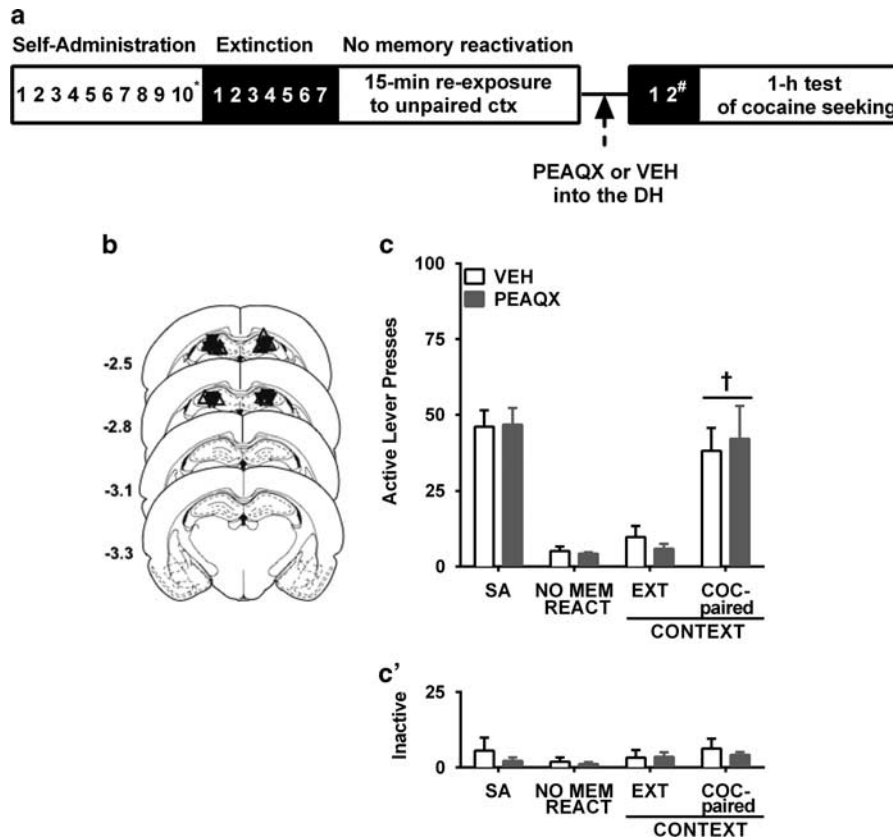 a
Self-Administration Extinction No memory reactivation
1 2 3 4 5 6 7 8 9 10* 1 2 3 4 5 6 7 15-min re-exposure to unpaired ctx 1 2# 1-h test of cocaine seeking
PEAQX or VEH
into the DH
b
-2.5
-2.8
-3.1
-3.3
c
VEH
PEAQX
Active Lever Presses
100
75
50
25
0
†
SA NO MEM REACT EXT COC-paired
CONTEXT
c'
Inactive
25
0
SA NO MEM REACT EXT COC-paired
CONTEXT